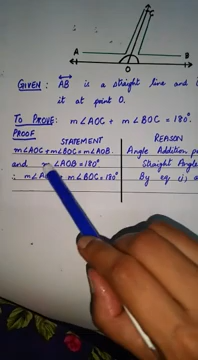 C
A B
O
GIVEN: AB is a straight line and
it at point O.
TO PROVE: m∠AOC + m∠BOC = 180°.
PROOF
STATEMENT REASON
m∠AOC + m∠BOC = m∠AOB. Angle Addition
and m∠AOB = 180° Straight Angle
∴ m∠AO + m∠BOC = 180° By eq